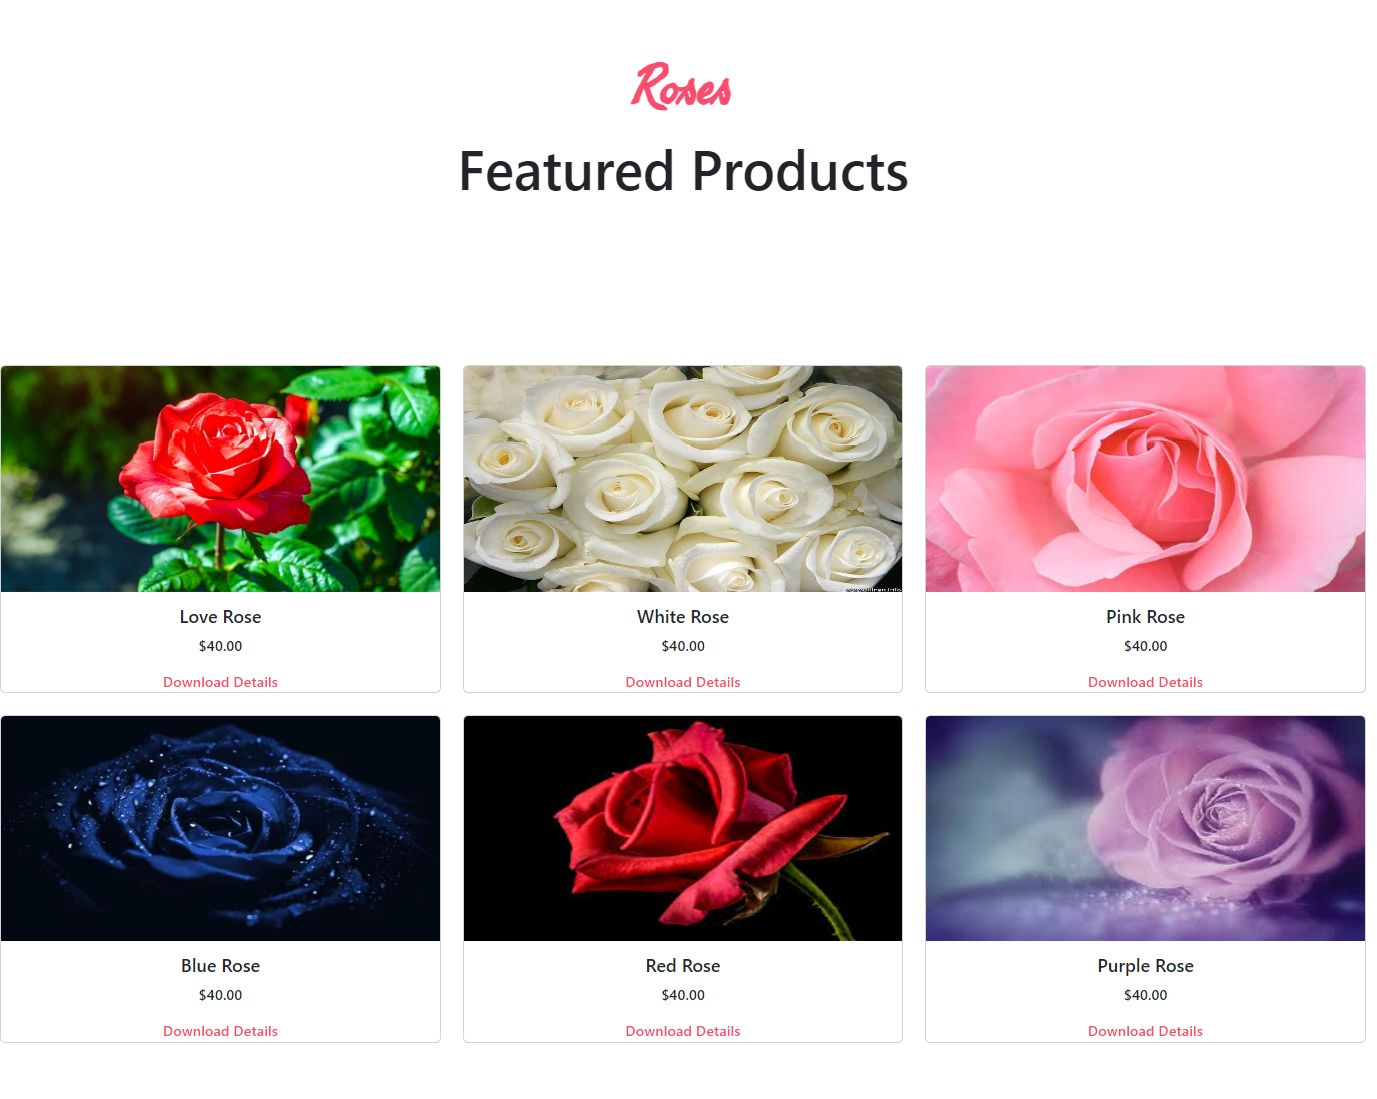 Roses
Featured Products
Love Rose
$40.00
Download Details
White Rose
$40.00
Download Details
Pink Rose
$40.00
Download Details
Blue Rose
$40.00
Download Details
Red Rose
$40.00
Download Details
Purple Rose
$40.00
Download Details